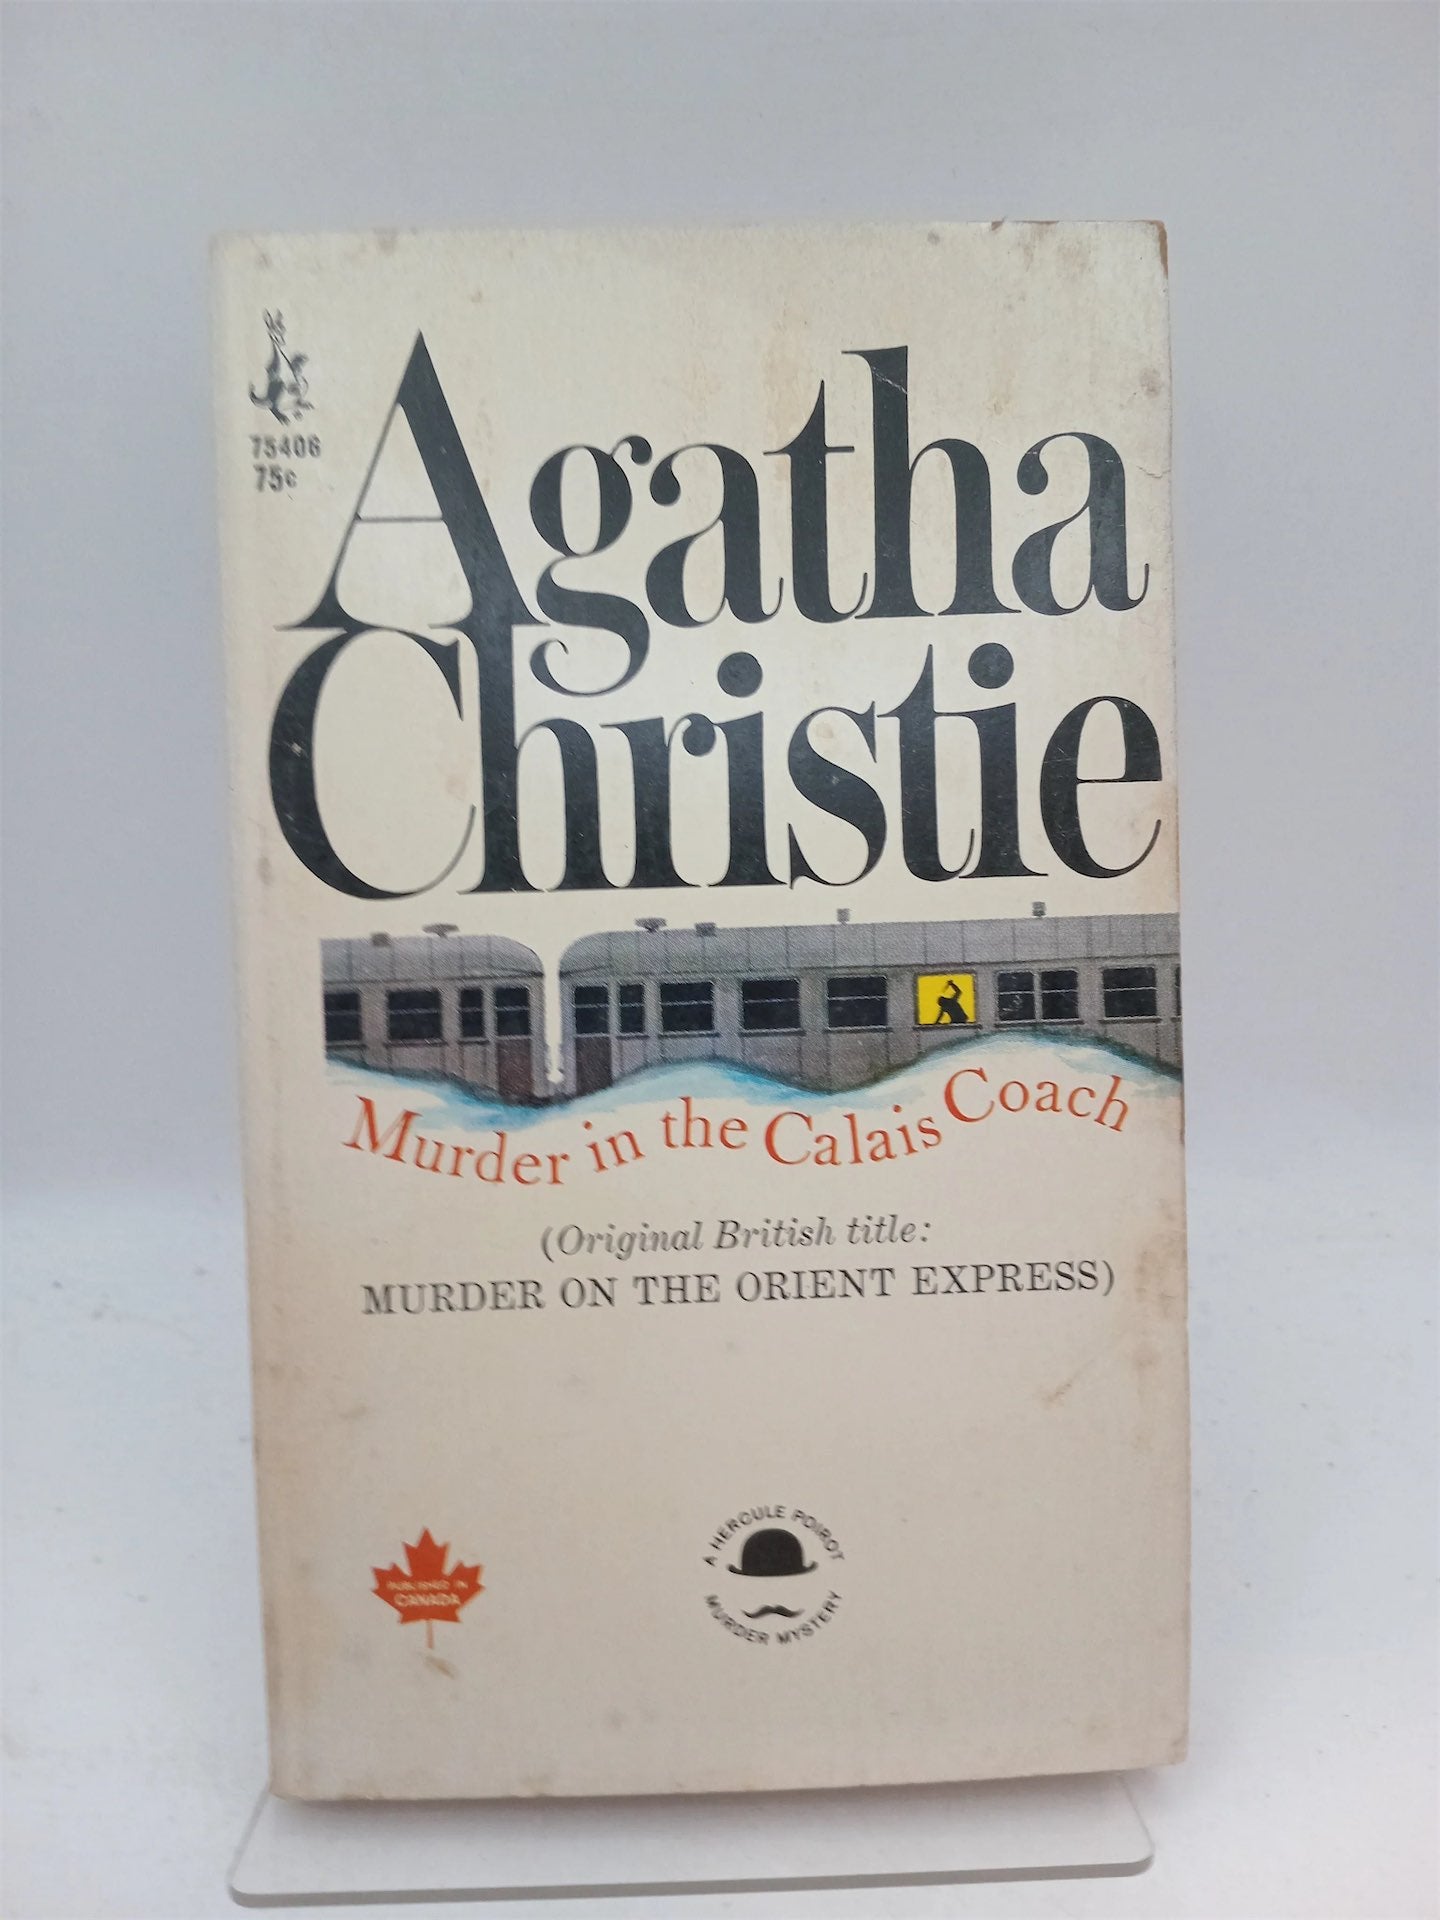 75406
75¢
Agatha
Christie
Murder in the Calais Coach
(Original British title:
MURDER ON THE ORIENT EXPRESS)
PUBLISHED IN
CANADA
A HERCULE POIROT
MURDER MYSTERY